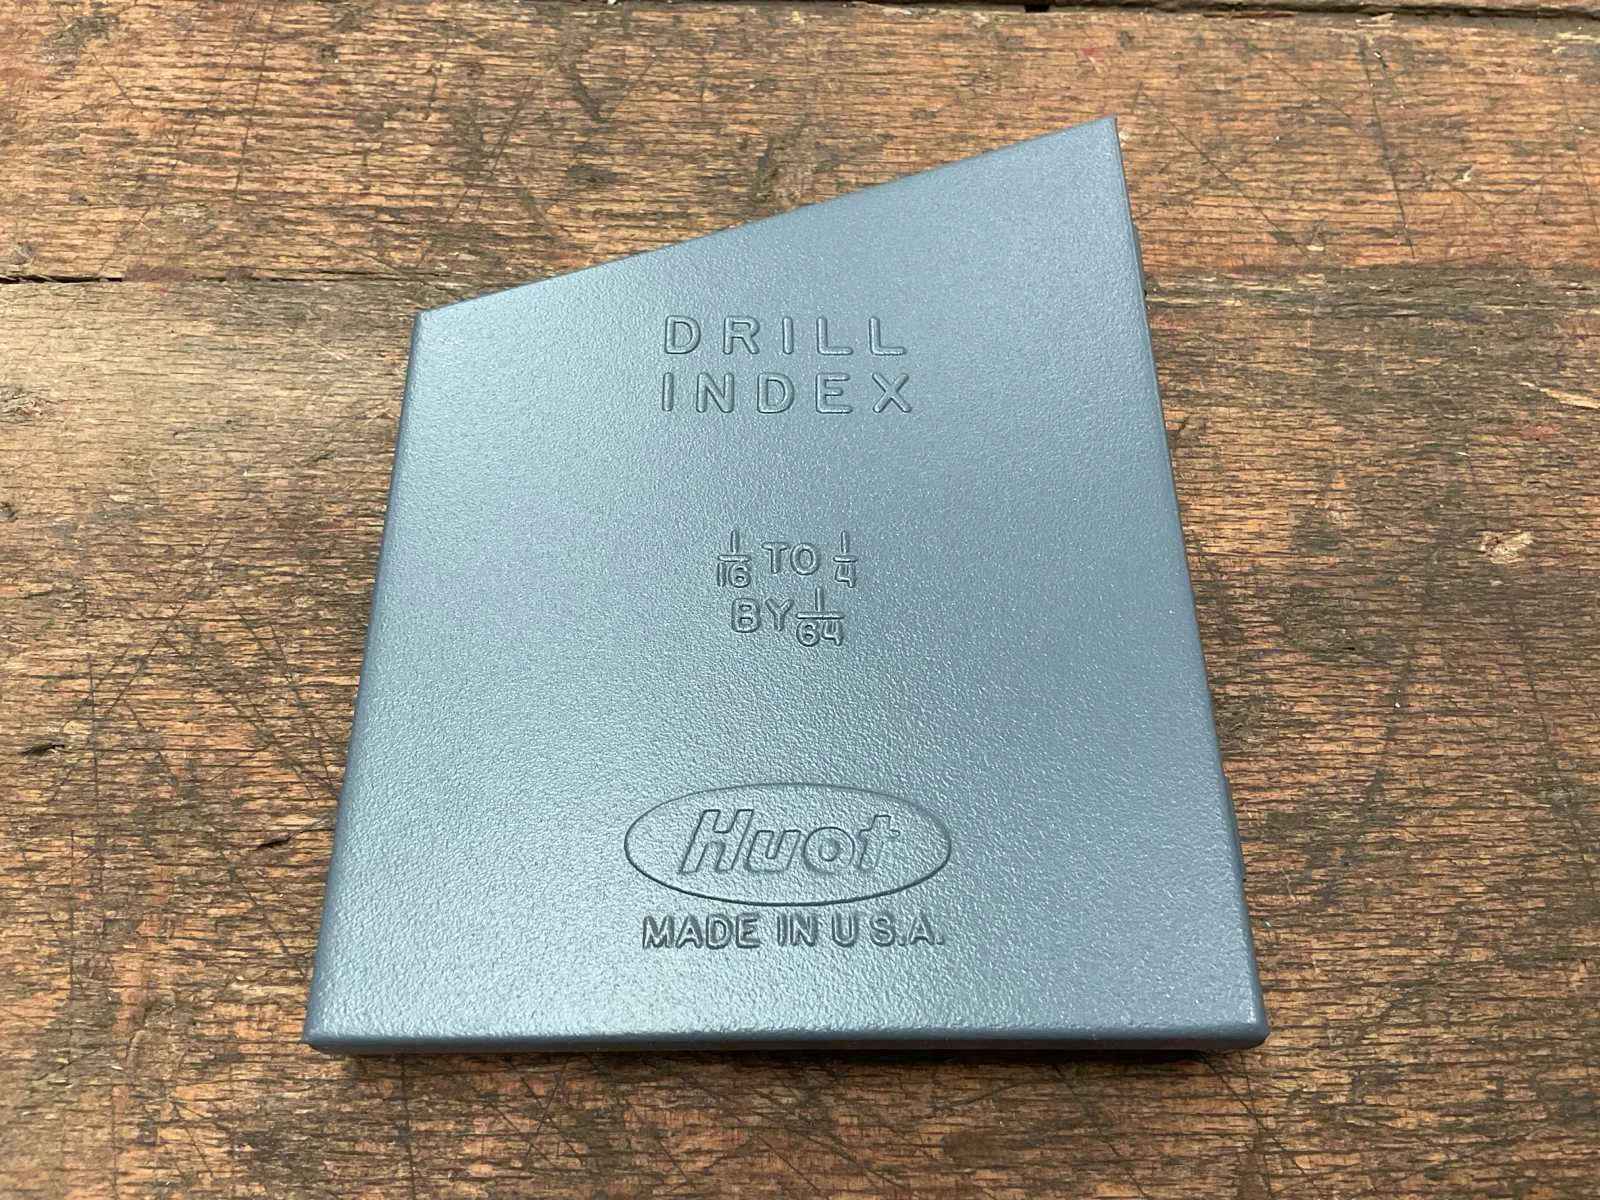 DRILL
INDEX
1/16 TO 1/4
BY 1/64
Huot
MADE IN U S.A.